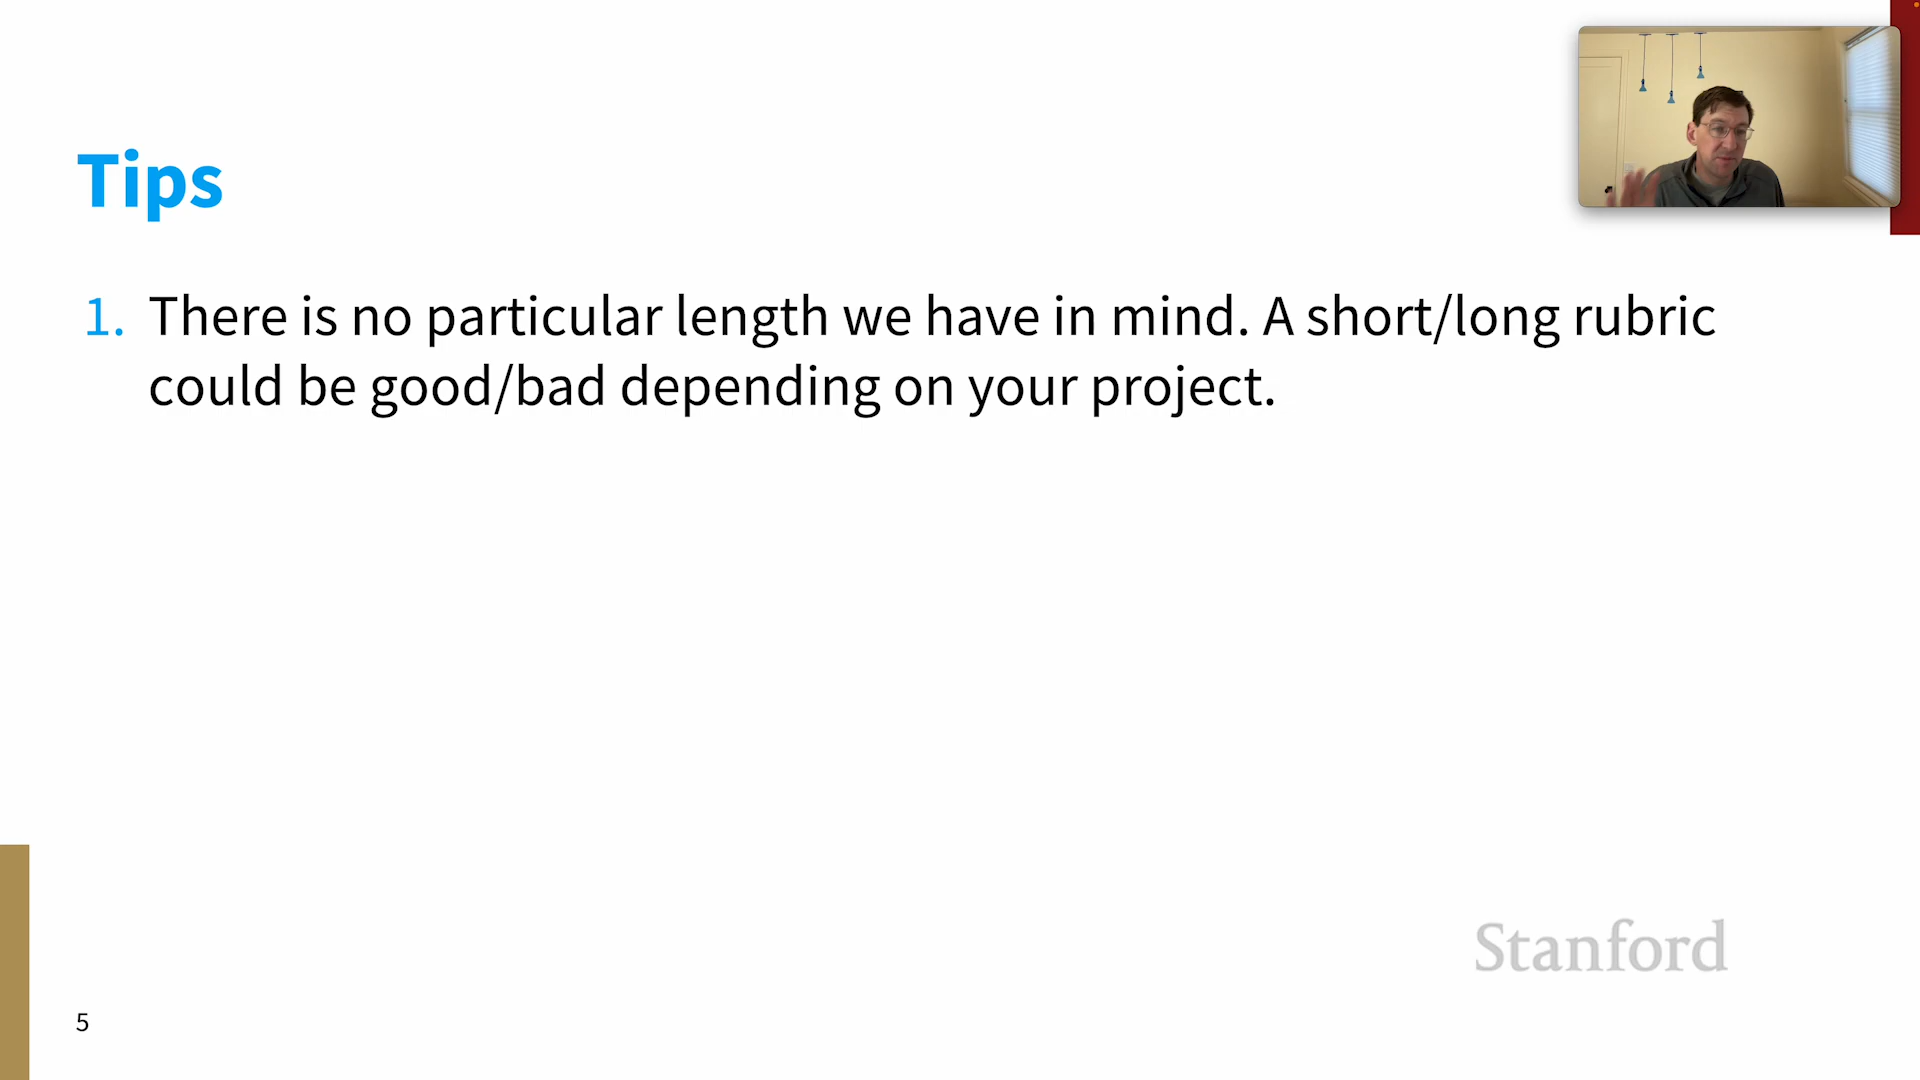 Tips
1. There is no particular length we have in mind. A short/long rubric
could be good/bad depending on your project.
Stanford
5